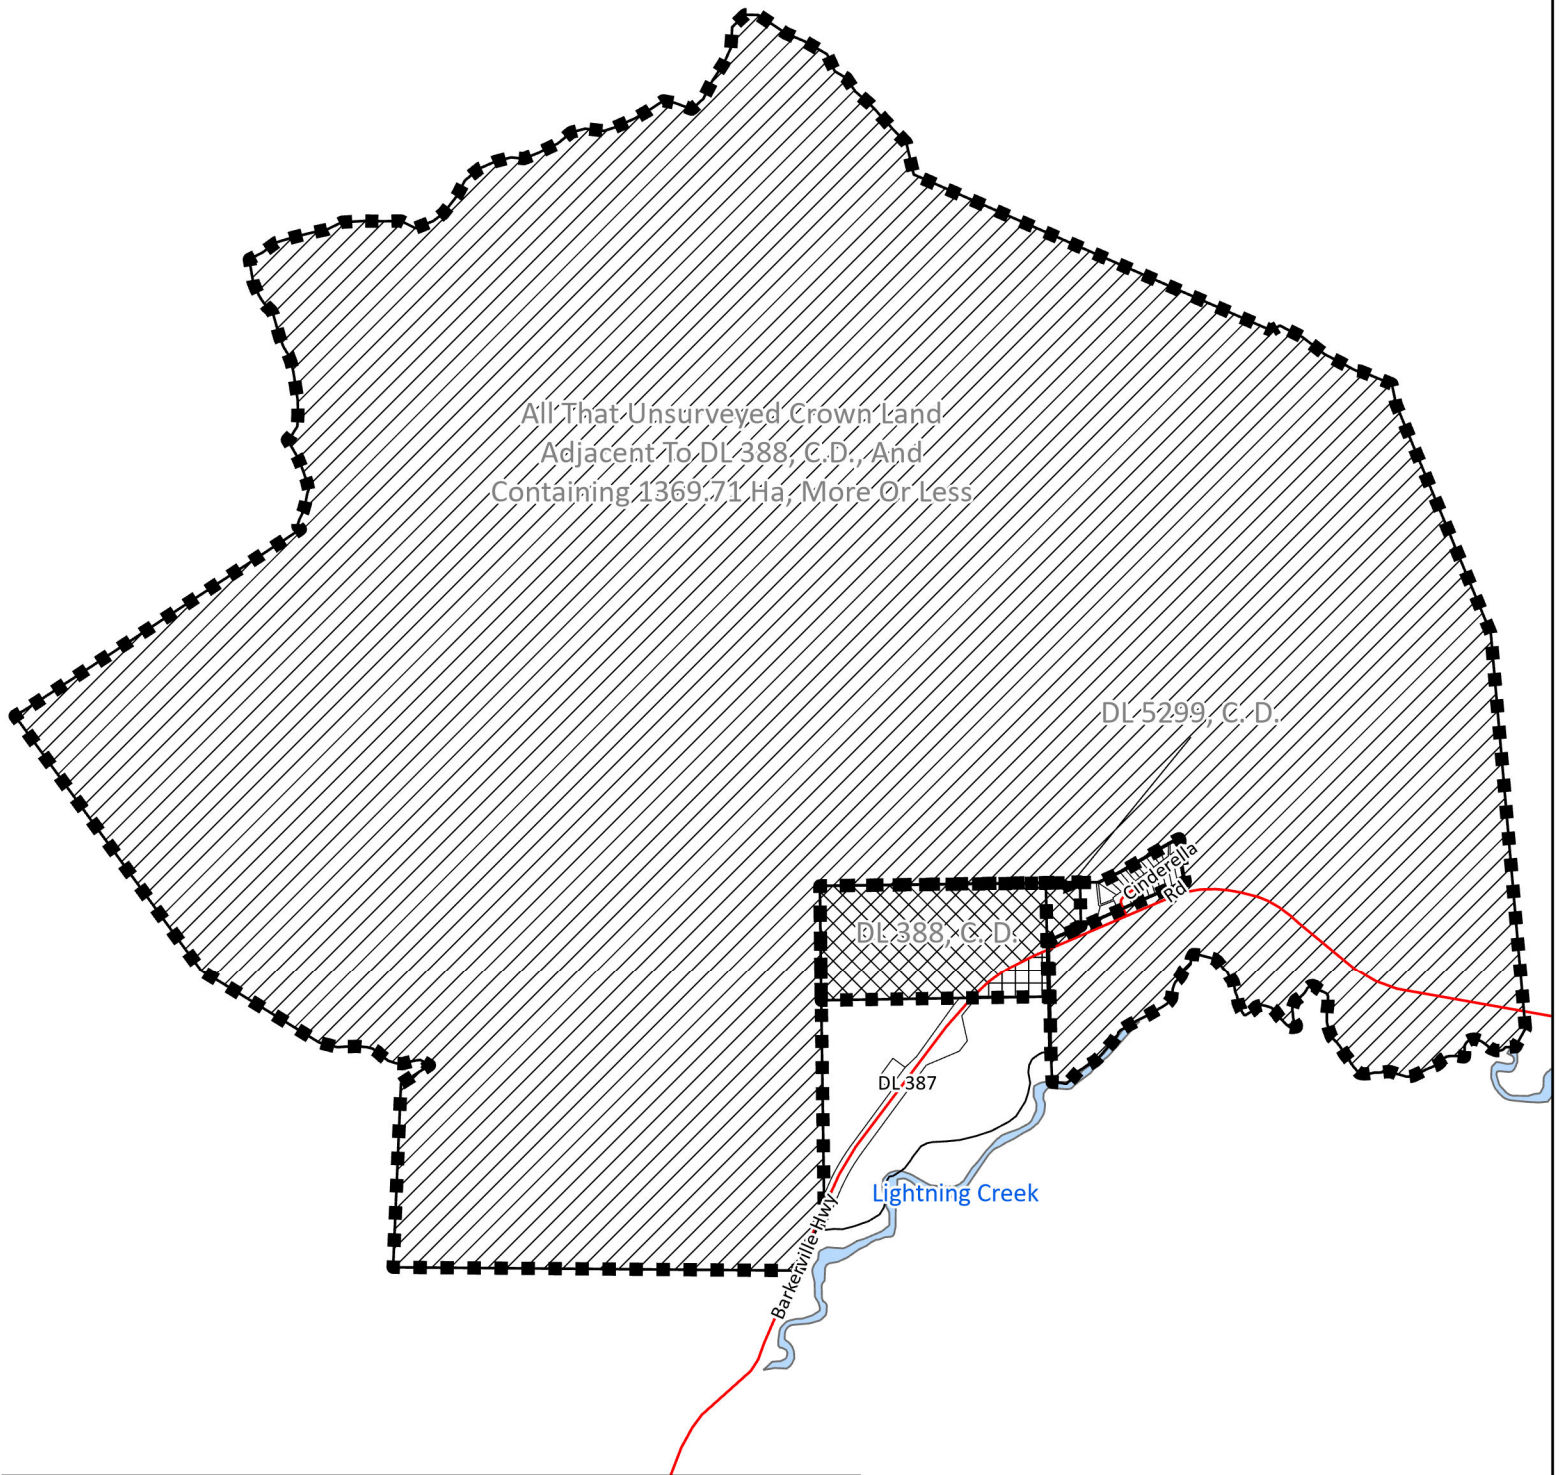 All That Unsurveyed Crown Land
Adjacent To DL 388, C.D., And
Containing 1369.71 Ha, More Or Less
DL 5299, C. D.
Cinderella
Rd
DL 388, C. D.
DL 387
Lightning Creek
Barkerville Hwy